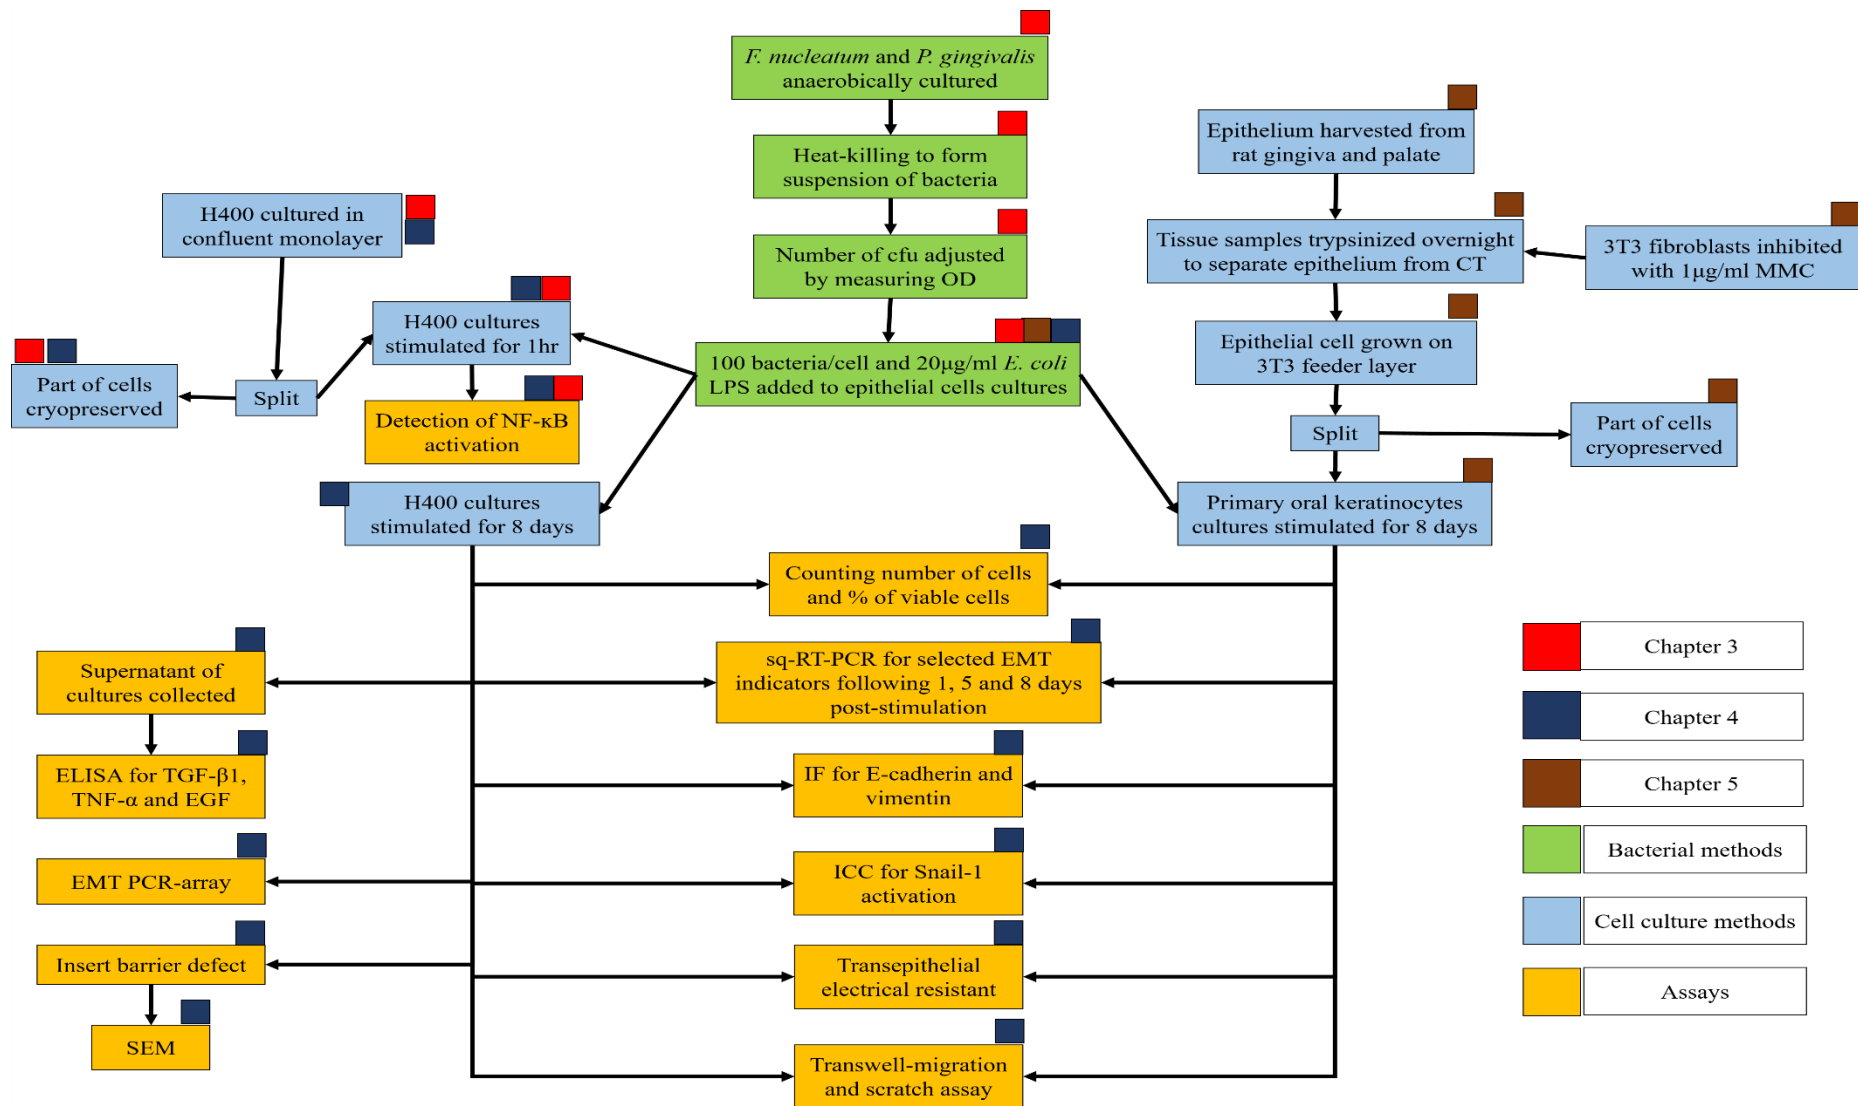 F. nucleatum and P. gingivalis
anaerobically cultured
Heat-killing to form
suspension of bacteria
Number of cfu adjusted
by measuring OD
100 bacteria/cell and 20µg/ml E. coli
LPS added to epithelial cells cultures
H400 cultured in
confluent monolayer
Split
Part of cells
cryopreserved
H400 cultures
stimulated for 1hr
Detection of NF-κB
activation
H400 cultures
stimulated for 8 days
Epithelium harvested from
rat gingiva and palate
Tissue samples trypsinized overnight
to separate epithelium from CT
3T3 fibroblasts inhibited
with 1µg/ml MMC
Epithelial cell grown on
3T3 feeder layer
Split
Part of cells
cryopreserved
Primary oral keratinocytes
cultures stimulated for 8 days
Counting number of cells
and % of viable cells
sq-RT-PCR for selected EMT
indicators following 1, 5 and 8 days
post-stimulation
IF for E-cadherin and
vimentin
ICC for Snail-1
activation
Transepithelial
electrical resistant
Transwell-migration
and scratch assay
Supernatant of
cultures collected
ELISA for TGF-β1,
TNF-α and EGF
EMT PCR-array
Insert barrier defect
SEM
Chapter 3
Chapter 4
Chapter 5
Bacterial methods
Cell culture methods
Assays